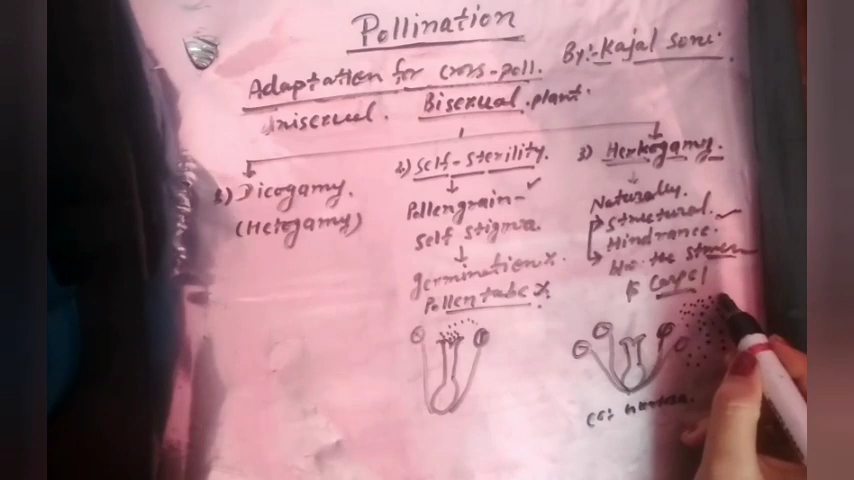 Pollination
By:- Kajal Soni.
Adaptation for cross-poll.
Unisexual. Bisexual plant.
1) Dicogamy.
(Hetogamy)
2) Self-sterility.
Pollengrain-✓
self stigma.
germination x.
Pollen tube x.
3) Herkogamy.
Naturally.
Structural.
Hindrance.
b/w the stamen
& Carpel